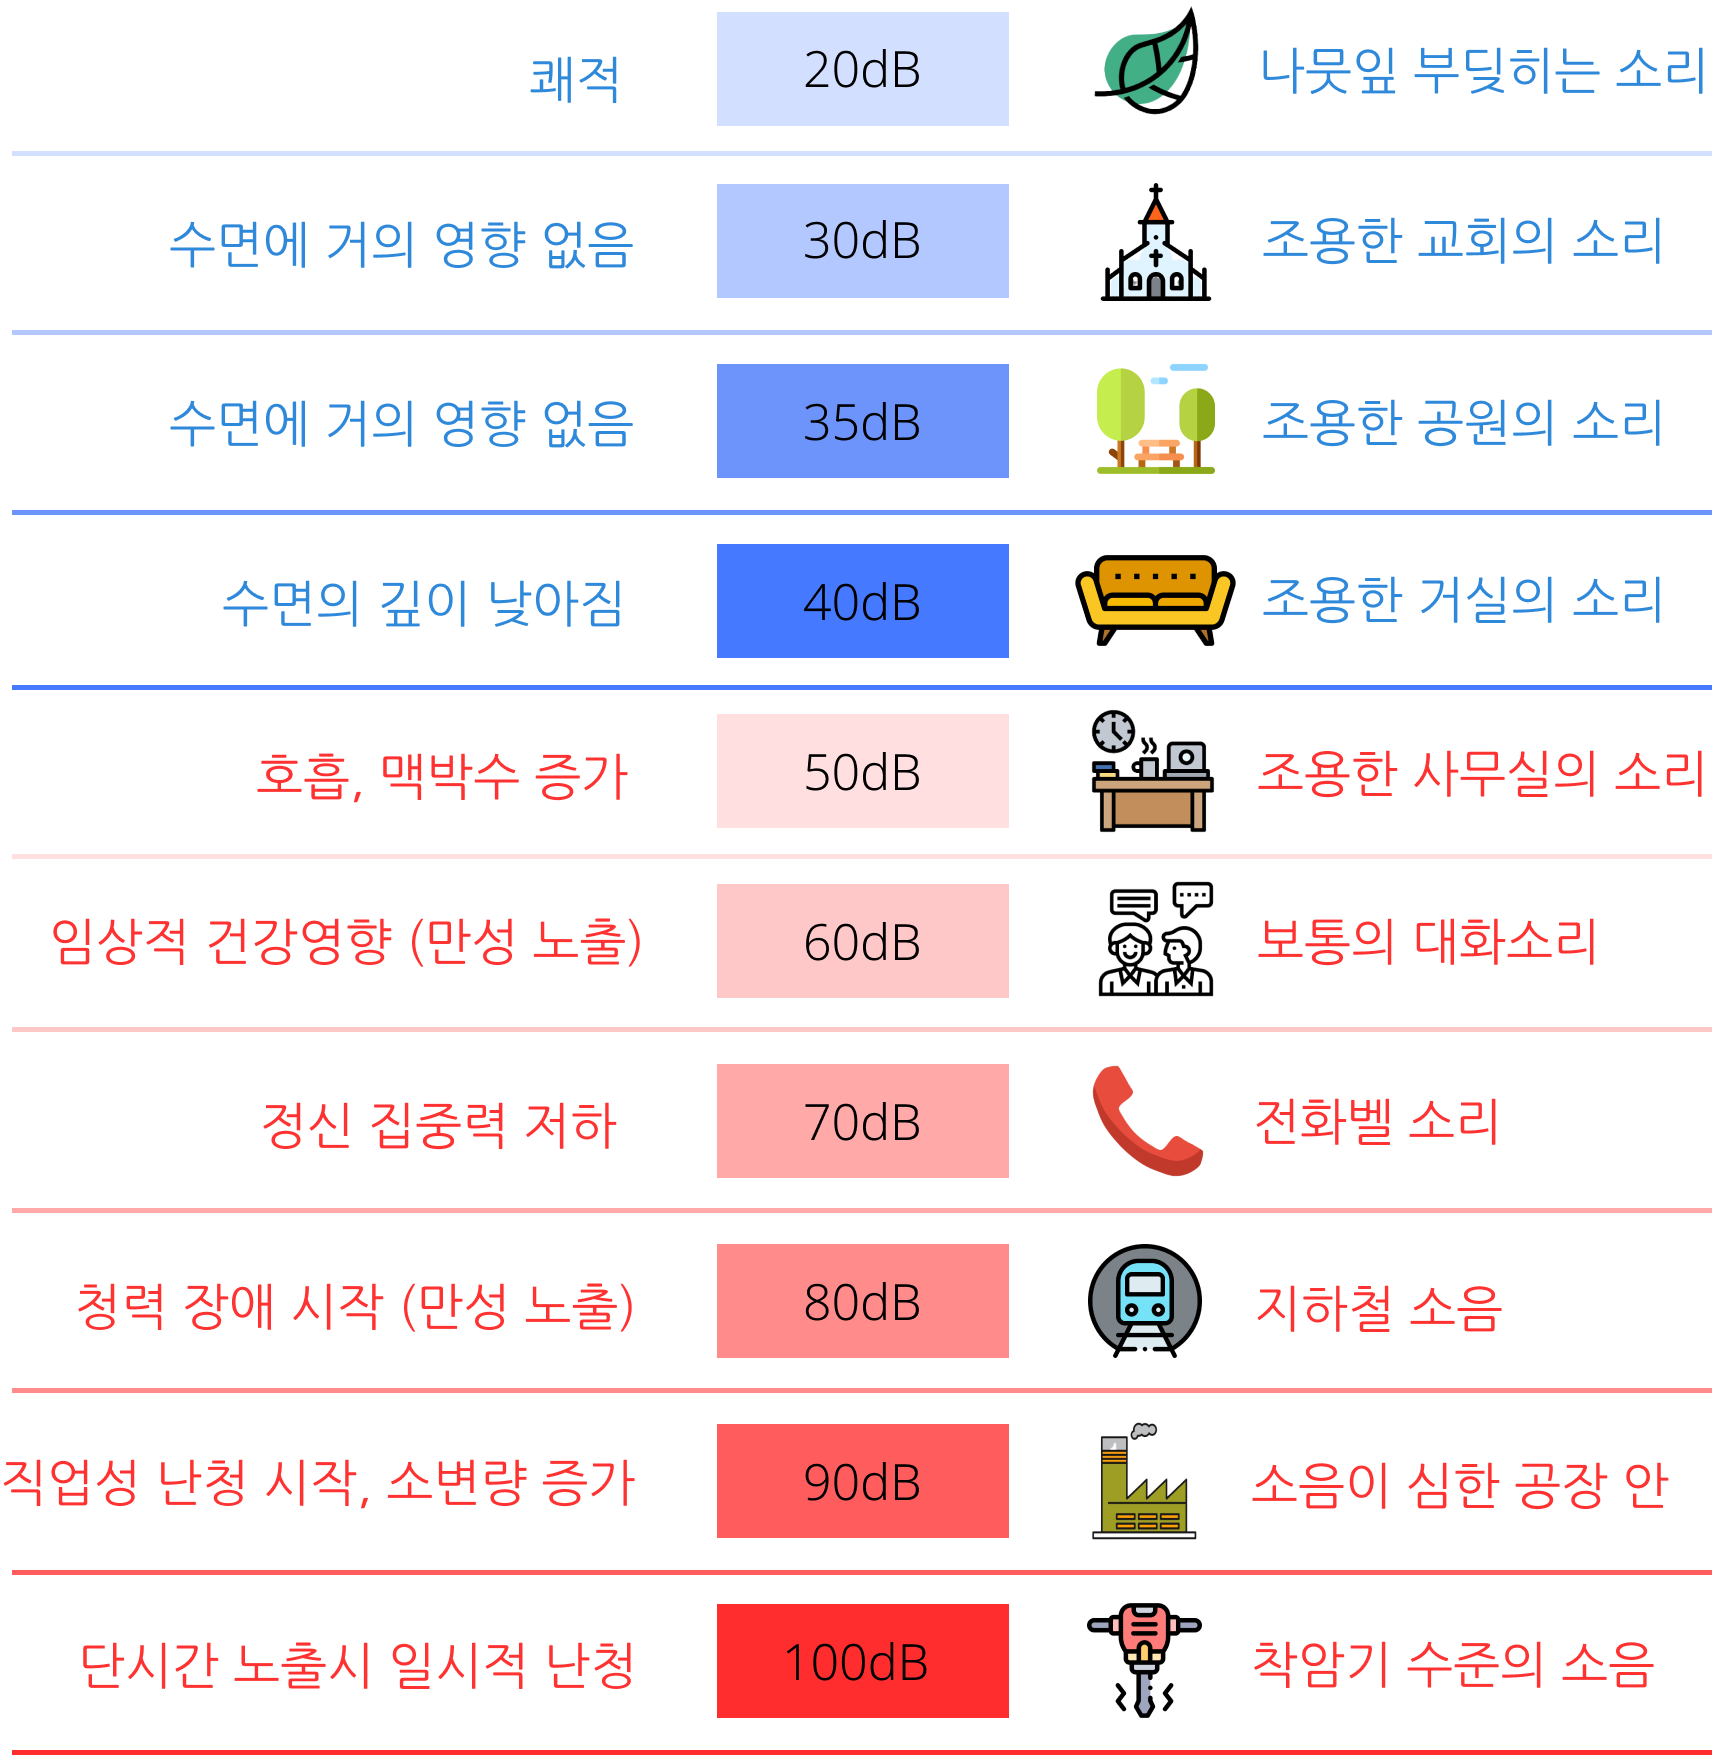 쾌적 20dB 나뭇잎 부딪히는 소리
수면에 거의 영향 없음 30dB 조용한 교회의 소리
수면에 거의 영향 없음 35dB 조용한 공원의 소리
수면의 깊이 낮아짐 40dB 조용한 거실의 소리
호흡, 맥박수 증가 50dB 조용한 사무실의 소리
임상적 건강영향 (만성 노출) 60dB 보통의 대화소리
정신 집중력 저하 70dB 전화벨 소리
청력 장애 시작 (만성 노출) 80dB 지하철 소음
직업성 난청 시작, 소변량 증가 90dB 소음이 심한 공장 안
단시간 노출시 일시적 난청 100dB 착암기 수준의 소음